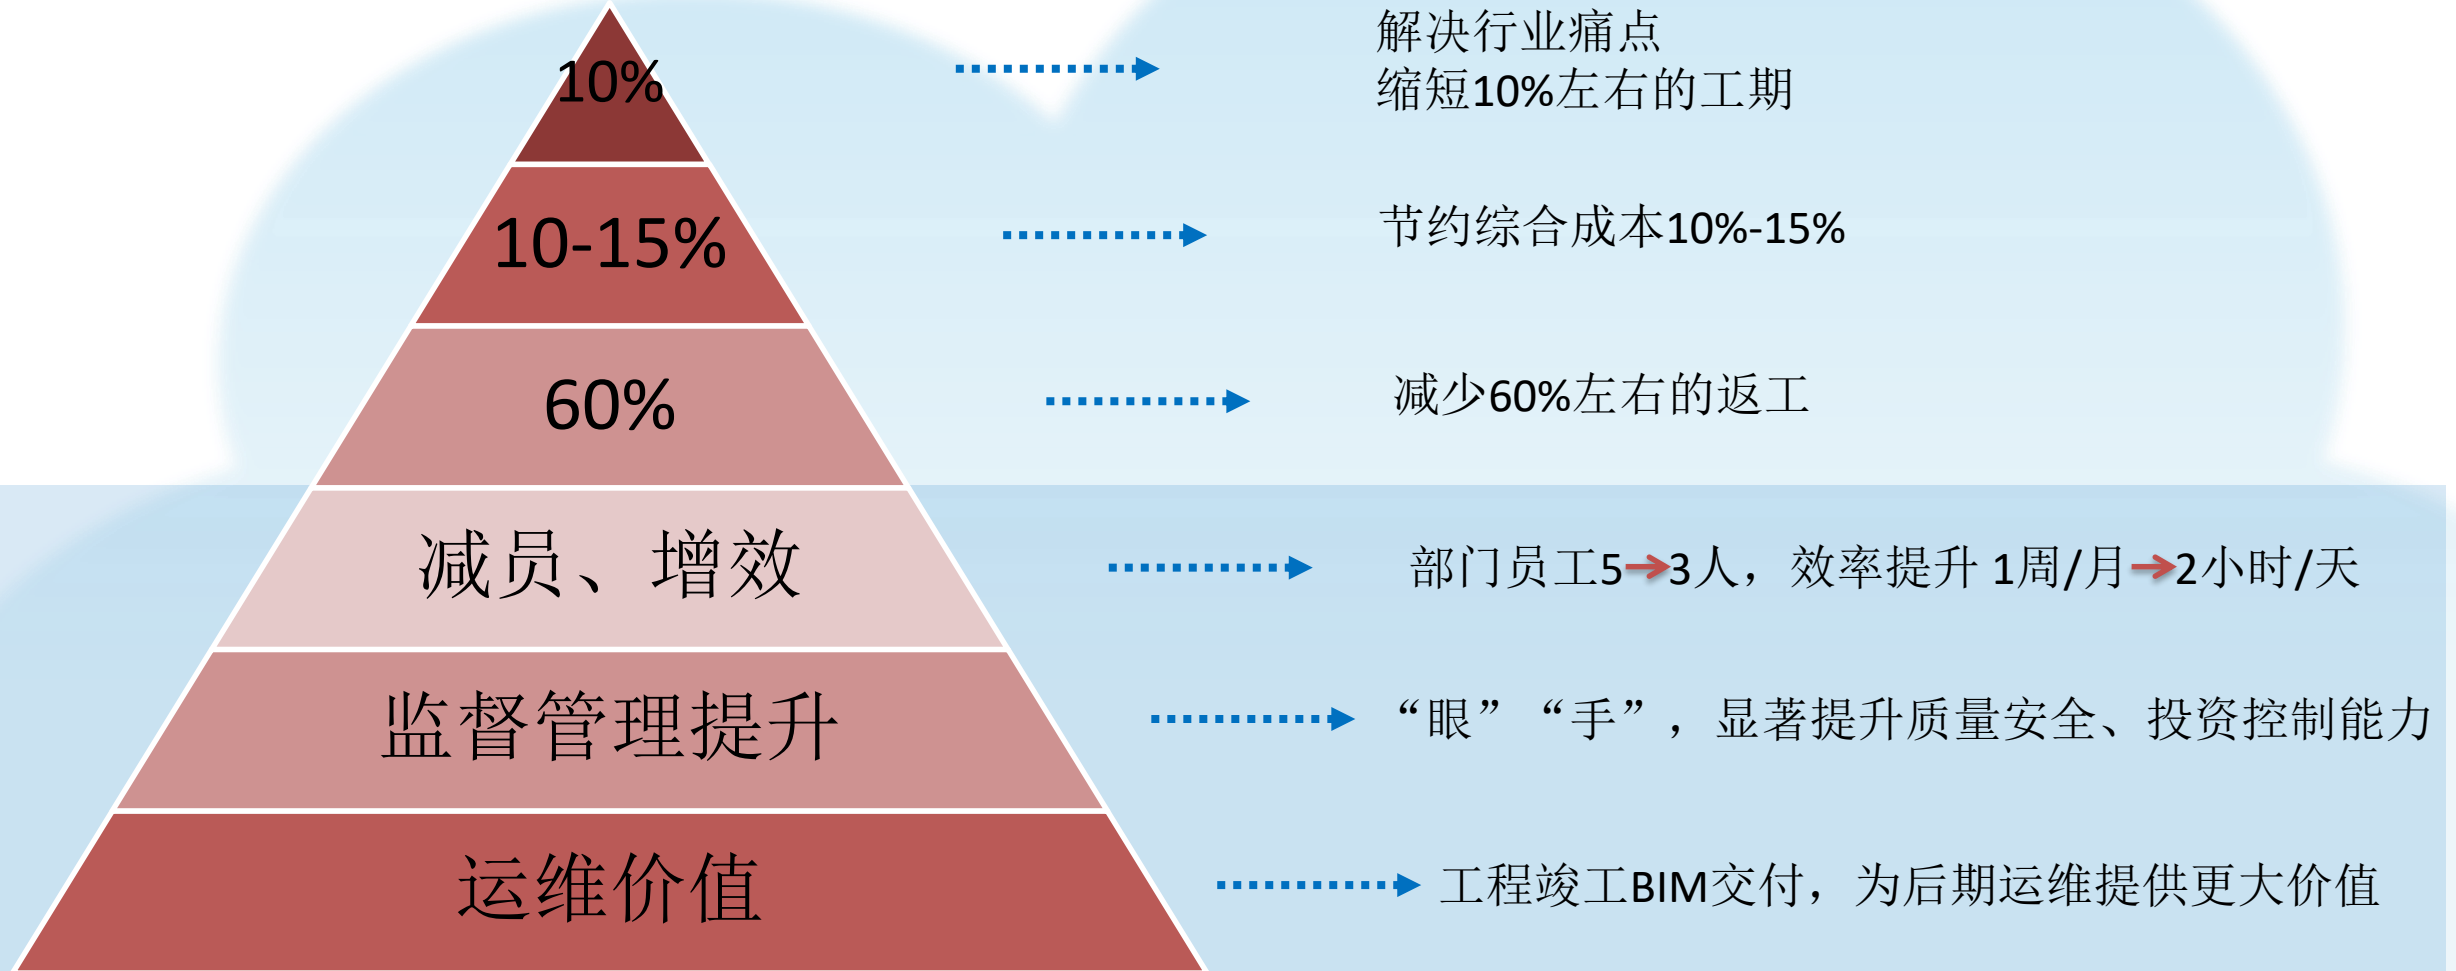 10%
解决行业痛点
缩短10%左右的工期
10-15%
节约综合成本10%-15%
60%
减少60%左右的返工
减员、增效
部门员工5→3人，效率提升 1周/月→2小时/天
监督管理提升
“眼”“手”，显著提升质量安全、投资控制能力
运维价值
工程竣工BIM交付，为后期运维提供更大价值